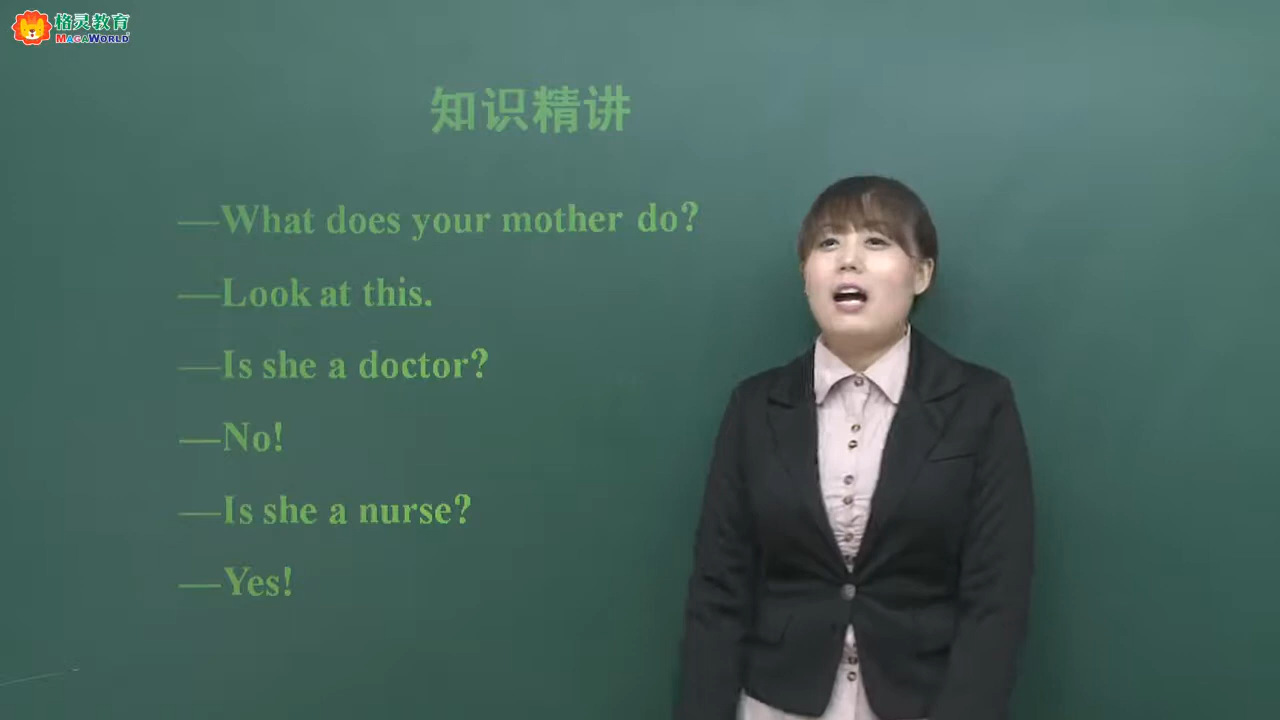 格灵教育
MAGAWORLD
知识精讲
—What does your mother do?
—Look at this.
—Is she a doctor?
—No!
—Is she a nurse?
—Yes!